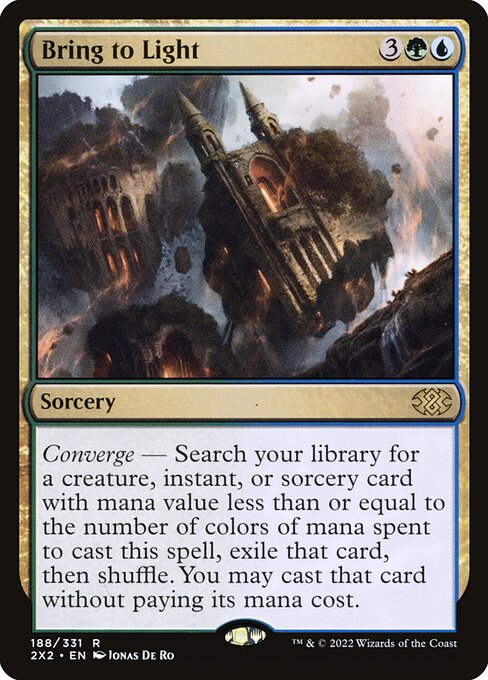 Bring to Light 3
Sorcery
Converge — Search your library for
a creature, instant, or sorcery card
with mana value less than or equal to
the number of colors of mana spent
to cast this spell, exile that card,
then shuffle. You may cast that card
without paying its mana cost.
188/331 R
2X2 • EN Jonas De Ro
™ & © 2022 Wizards of the Coast